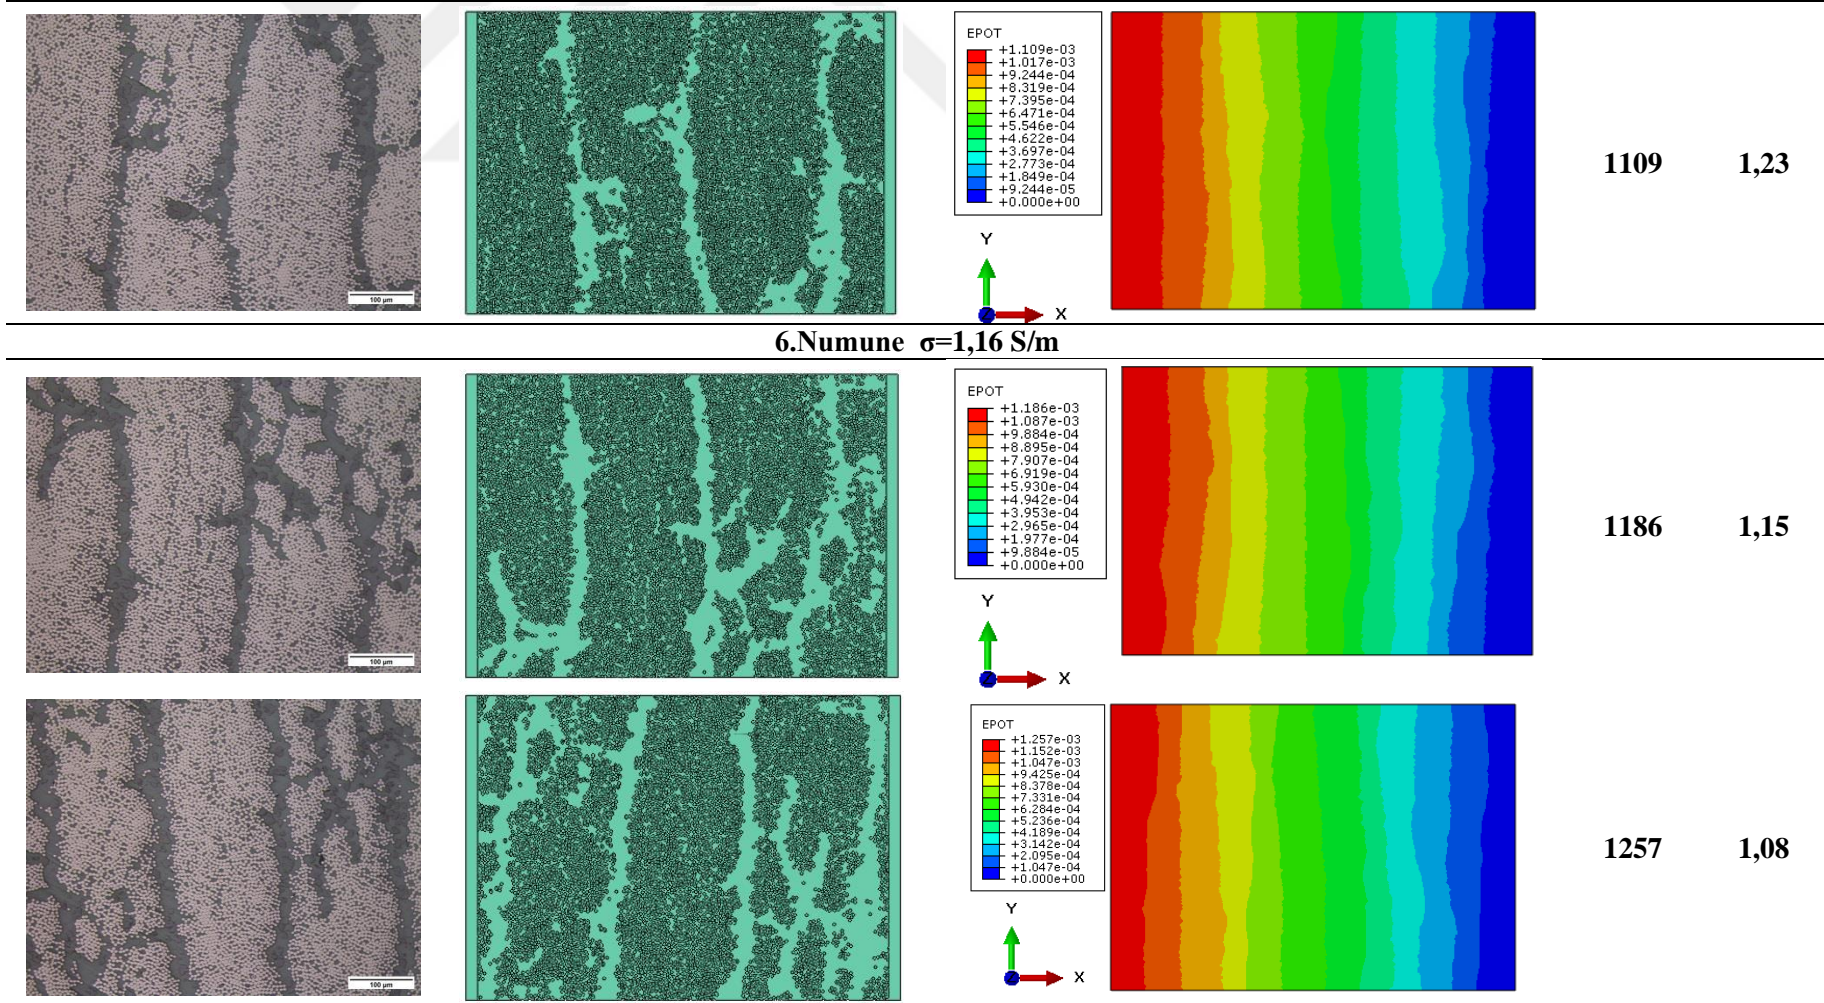 100 µm
EPOT
+1.109e-03
+1.017e-03
+9.244e-04
+8.319e-04
+7.395e-04
+6.471e-04
+5.546e-04
+4.622e-04
+3.697e-04
+2.773e-04
+1.849e-04
+9.244e-05
+0.000e+00
Y
Z
X
1109
1,23
6.Numune σ=1,16 S/m
100 µm
EPOT
+1.186e-03
+1.087e-03
+9.884e-04
+8.895e-04
+7.907e-04
+6.919e-04
+5.930e-04
+4.942e-04
+3.953e-04
+2.965e-04
+1.977e-04
+9.884e-05
+0.000e+00
Y
Z
X
1186
1,15
100 µm
EPOT
+1.257e-03
+1.152e-03
+1.047e-03
+9.425e-04
+8.378e-04
+7.331e-04
+6.284e-04
+5.236e-04
+4.189e-04
+3.142e-04
+2.095e-04
+1.047e-04
+0.000e+00
Y
Z
X
1257
1,08